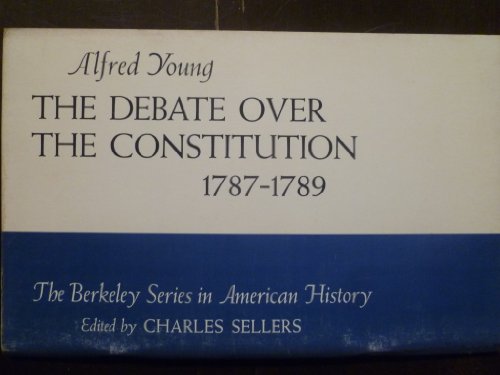 Alfred Young
THE DEBATE OVER
THE CONSTITUTION
1787-1789
The Berkeley Series in American History
Edited by CHARLES SELLERS